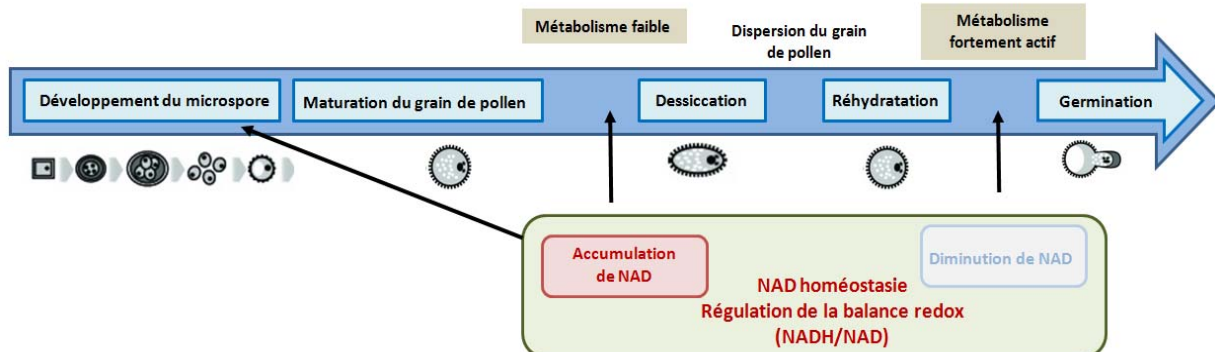 Métabolisme faible
Dispersion du grain
de pollen
Métabolisme
fortement actif
Développement du microspore
Maturation du grain de pollen
Dessiccation
Réhydratation
Germination
Accumulation
de NAD
Diminution de NAD
NAD homéostasie
Régulation de la balance redox
(NADH/NAD)